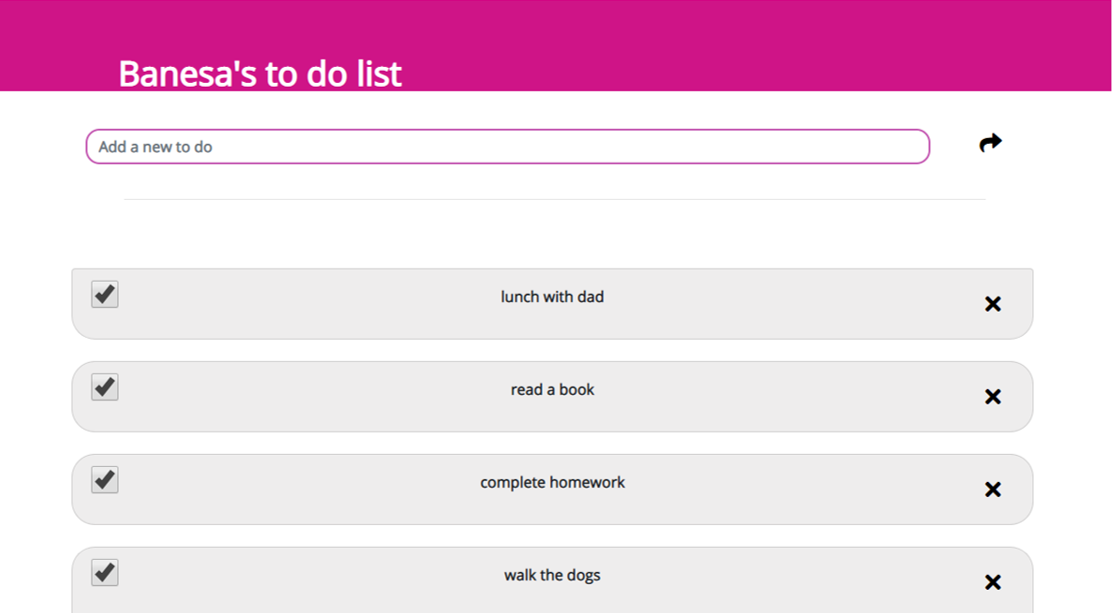 Banesa's to do list
Add a new to do
lunch with dad
read a book
complete homework
walk the dogs